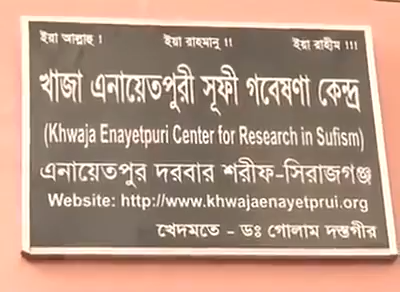 ইয়া আল্লাহু ! ইয়া রাহমানু !! ইয়া রাহীম !!!
খাজা এনায়েতপুরী সূফী গবেষণা কেন্দ্র
(Khwaja Enayetpuri Center for Research in Sufism)
এনায়েতপুর দরবার শরীফ-সিরাজগঞ্জ
Website: http://www.khwajaenayetprui.org
খেদমতে - ডঃ গোলাম দস্তগীর